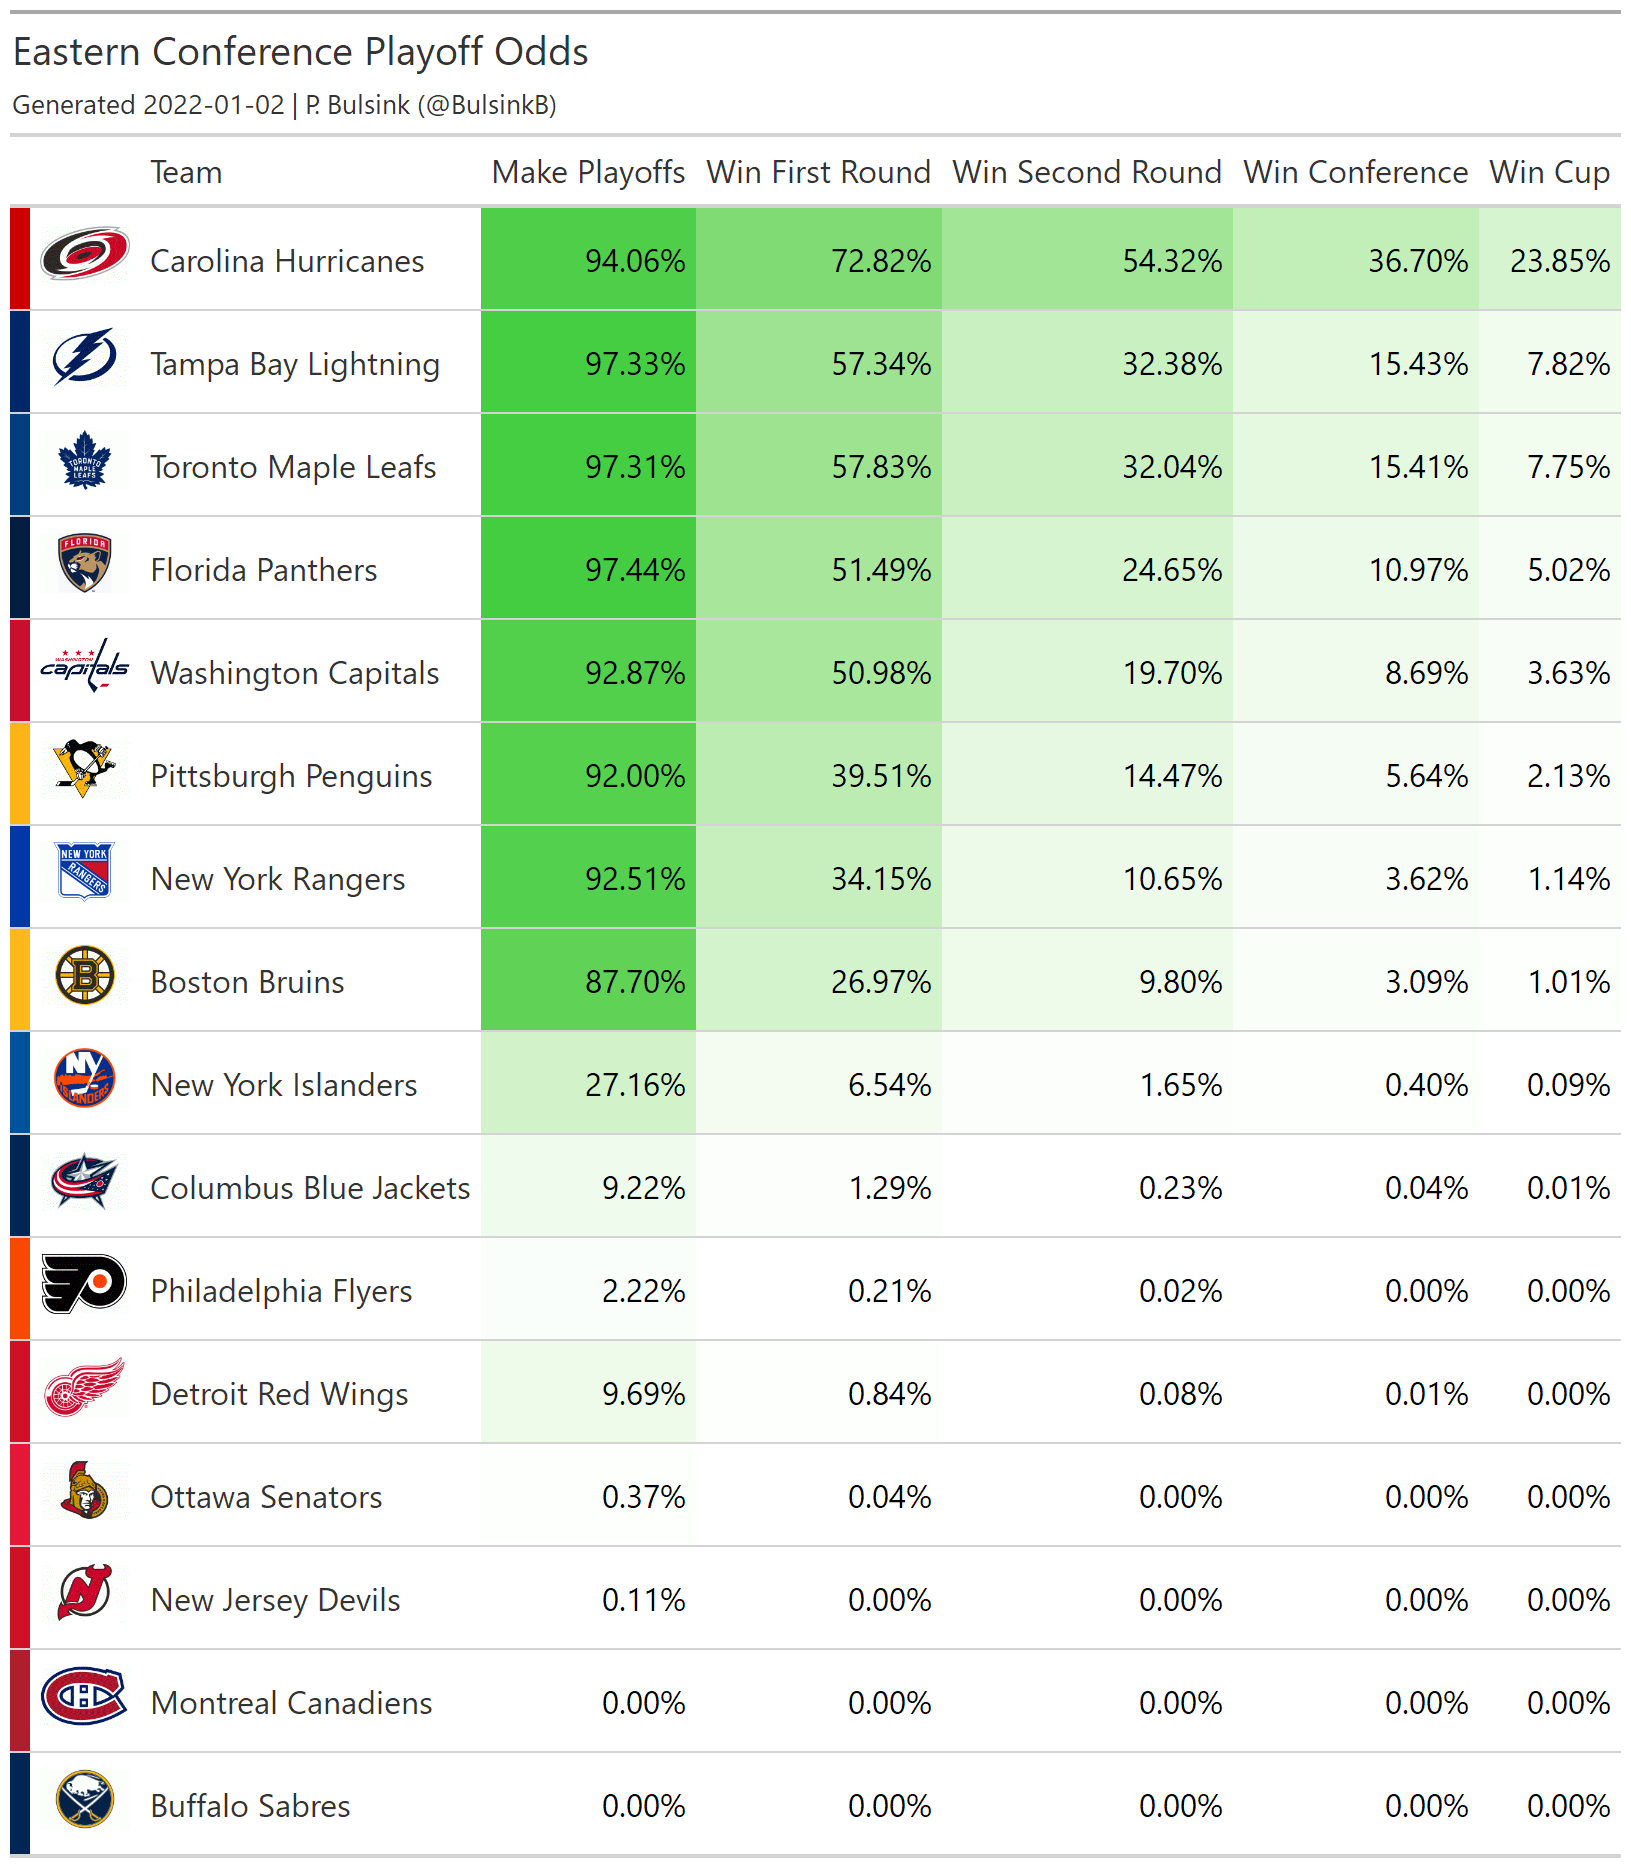 Eastern Conference Playoff Odds
Generated 2022-01-02 | P. Bulsink (@BulsinkB)
Team Make Playoffs Win First Round Win Second Round Win Conference Win Cup
Carolina Hurricanes 94.06% 72.82% 54.32% 36.70% 23.85%
Tampa Bay Lightning 97.33% 57.34% 32.38% 15.43% 7.82%
TORONTO
MAPLE
LEAFS
Toronto Maple Leafs 97.31% 57.83% 32.04% 15.41% 7.75%
FLORIDA
Florida Panthers 97.44% 51.49% 24.65% 10.97% 5.02%
WASHINGTON
capitals
Washington Capitals 92.87% 50.98% 19.70% 8.69% 3.63%
Pittsburgh Penguins 92.00% 39.51% 14.47% 5.64% 2.13%
NEW YORK
RANGERS
New York Rangers 92.51% 34.15% 10.65% 3.62% 1.14%
B
Boston Bruins 87.70% 26.97% 9.80% 3.09% 1.01%
NY
ISLANDERS
New York Islanders 27.16% 6.54% 1.65% 0.40% 0.09%
Columbus Blue Jackets 9.22% 1.29% 0.23% 0.04% 0.01%
Philadelphia Flyers 2.22% 0.21% 0.02% 0.00% 0.00%
Detroit Red Wings 9.69% 0.84% 0.08% 0.01% 0.00%
Ottawa Senators 0.37% 0.04% 0.00% 0.00% 0.00%
New Jersey Devils 0.11% 0.00% 0.00% 0.00% 0.00%
Montreal Canadiens 0.00% 0.00% 0.00% 0.00% 0.00%
Buffalo Sabres 0.00% 0.00% 0.00% 0.00% 0.00%